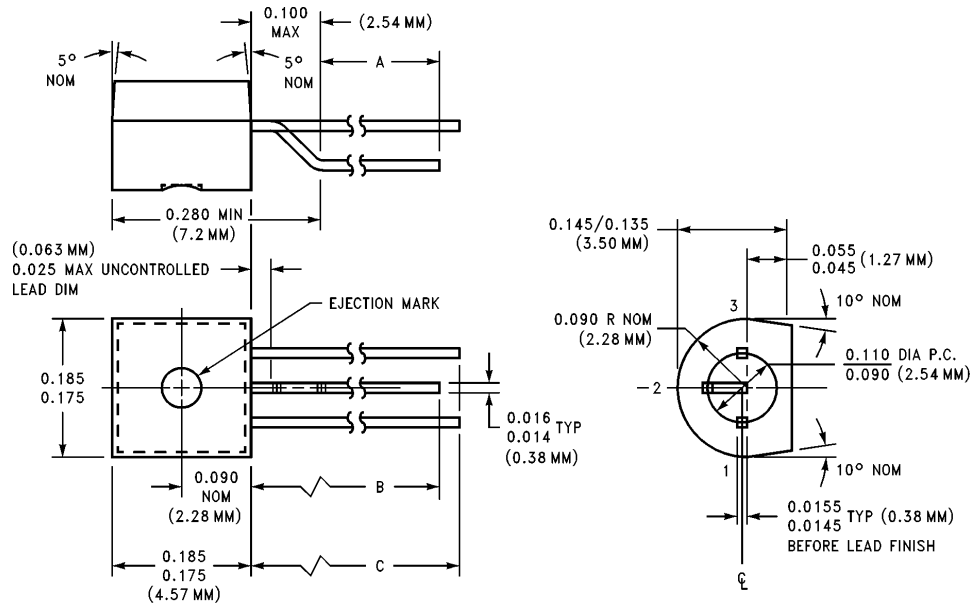 0.100
MAX
(2.54 MM)
5° NOM
5° NOM
A
0.280 MIN
(7.2 MM)
(0.063 MM)
0.025 MAX UNCONTROLLED
LEAD DIM
EJECTION MARK
0.185
0.175
0.016
0.014 TYP
(0.38 MM)
0.090
NOM
(2.28 MM)
B
0.185
0.175
(4.57 MM)
C
0.145/0.135
(3.50 MM)
0.055
0.045 (1.27 MM)
10° NOM
3
0.090 R NOM
(2.28 MM)
0.110 DIA P.C.
0.090 (2.54 MM)
2
1
10° NOM
0.0155
0.0145 TYP (0.38 MM)
BEFORE LEAD FINISH
℄